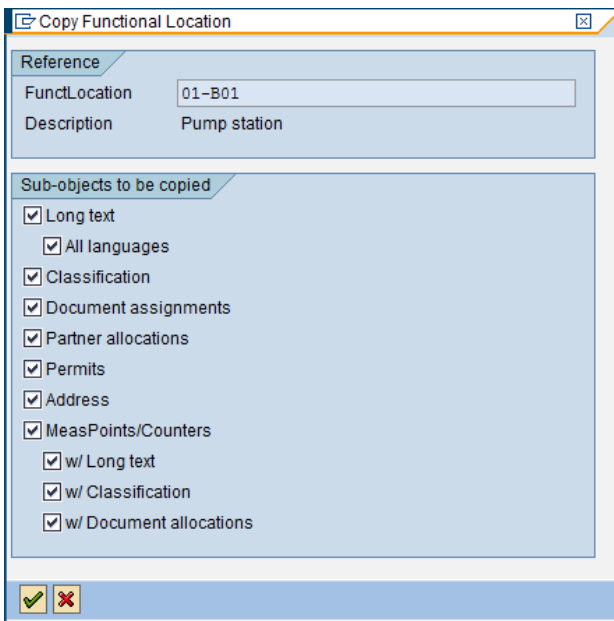 Copy Functional Location
Reference
FunctLocation 01-B01
Description Pump station
Sub-objects to be copied
Long text
All languages
Classification
Document assignments
Partner allocations
Permits
Address
MeasPoints/Counters
w/ Long text
w/ Classification
w/ Document allocations